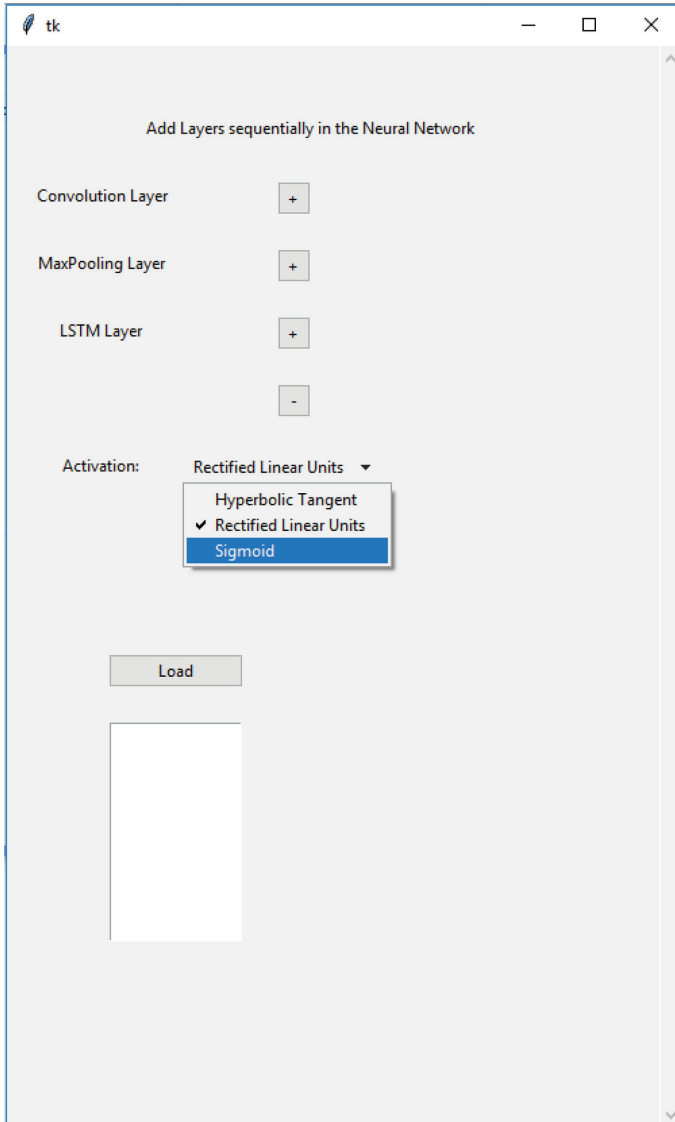 tk
Add Layers sequentially in the Neural Network
Convolution Layer +
MaxPooling Layer +
LSTM Layer +
-
Activation: Rectified Linear Units
Hyperbolic Tangent
Rectified Linear Units
Sigmoid
Load